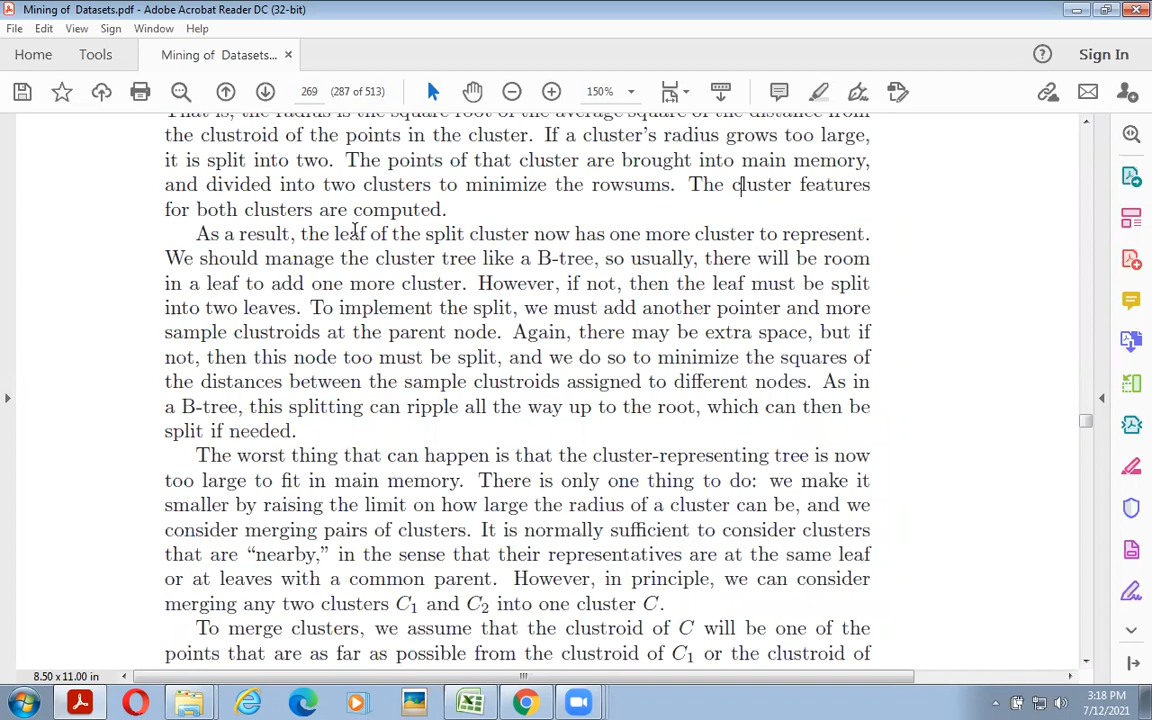 Mining of Datasets.pdf - Adobe Acrobat Reader DC (32-bit)
File Edit View Sign Window Help
Home Tools Mining of Datasets... × Sign In
269 (287 of 513) 150%
That is, the radius is the square root of the average square of the distance from
the clustroid of the points in the cluster. If a cluster's radius grows too large,
it is split into two. The points of that cluster are brought into main memory,
and divided into two clusters to minimize the rowsums. The cluster features
for both clusters are computed.
As a result, the leaf of the split cluster now has one more cluster to represent.
We should manage the cluster tree like a B-tree, so usually, there will be room
in a leaf to add one more cluster. However, if not, then the leaf must be split
into two leaves. To implement the split, we must add another pointer and more
sample clustroids at the parent node. Again, there may be extra space, but if
not, then this node too must be split, and we do so to minimize the squares of
the distances between the sample clustroids assigned to different nodes. As in
a B-tree, this splitting can ripple all the way up to the root, which can then be
split if needed.
The worst thing that can happen is that the cluster-representing tree is now
too large to fit in main memory. There is only one thing to do: we make it
smaller by raising the limit on how large the radius of a cluster can be, and we
consider merging pairs of clusters. It is normally sufficient to consider clusters
that are “nearby,” in the sense that their representatives are at the same leaf
or at leaves with a common parent. However, in principle, we can consider
merging any two clusters C₁ and C₂ into one cluster C.
To merge clusters, we assume that the clustroid of C will be one of the
points that are as far as possible from the clustroid of C₁ or the clustroid of
8.50 x 11.00 in
3:18 PM
7/12/2021